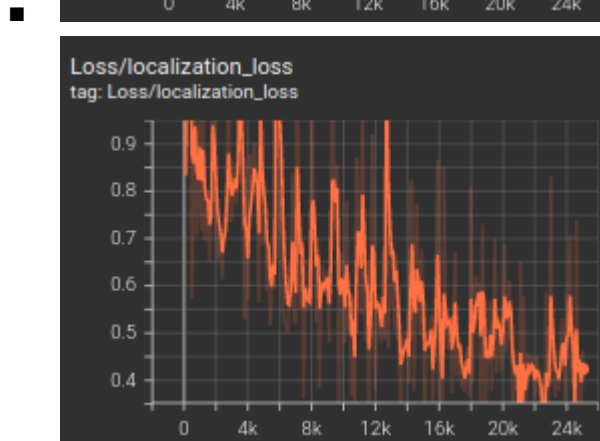 0 4k 8k 12k 16k 20k 24k
Loss/localization_loss
tag: Loss/localization_loss
0.9
0.8
0.7
0.6
0.5
0.4
0 4k 8k 12k 16k 20k 24k